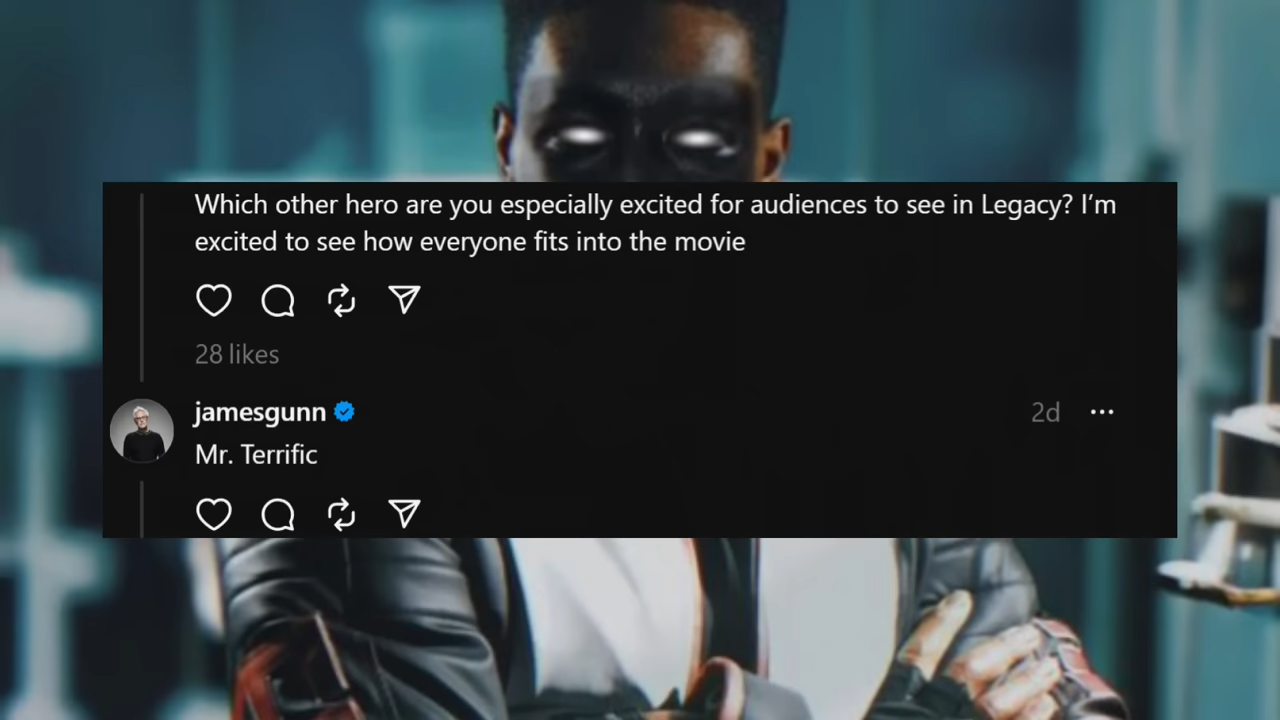 Which other hero are you especially excited for audiences to see in Legacy? I’m
excited to see how everyone fits into the movie
28 likes
jamesgunn
2d
Mr. Terrific